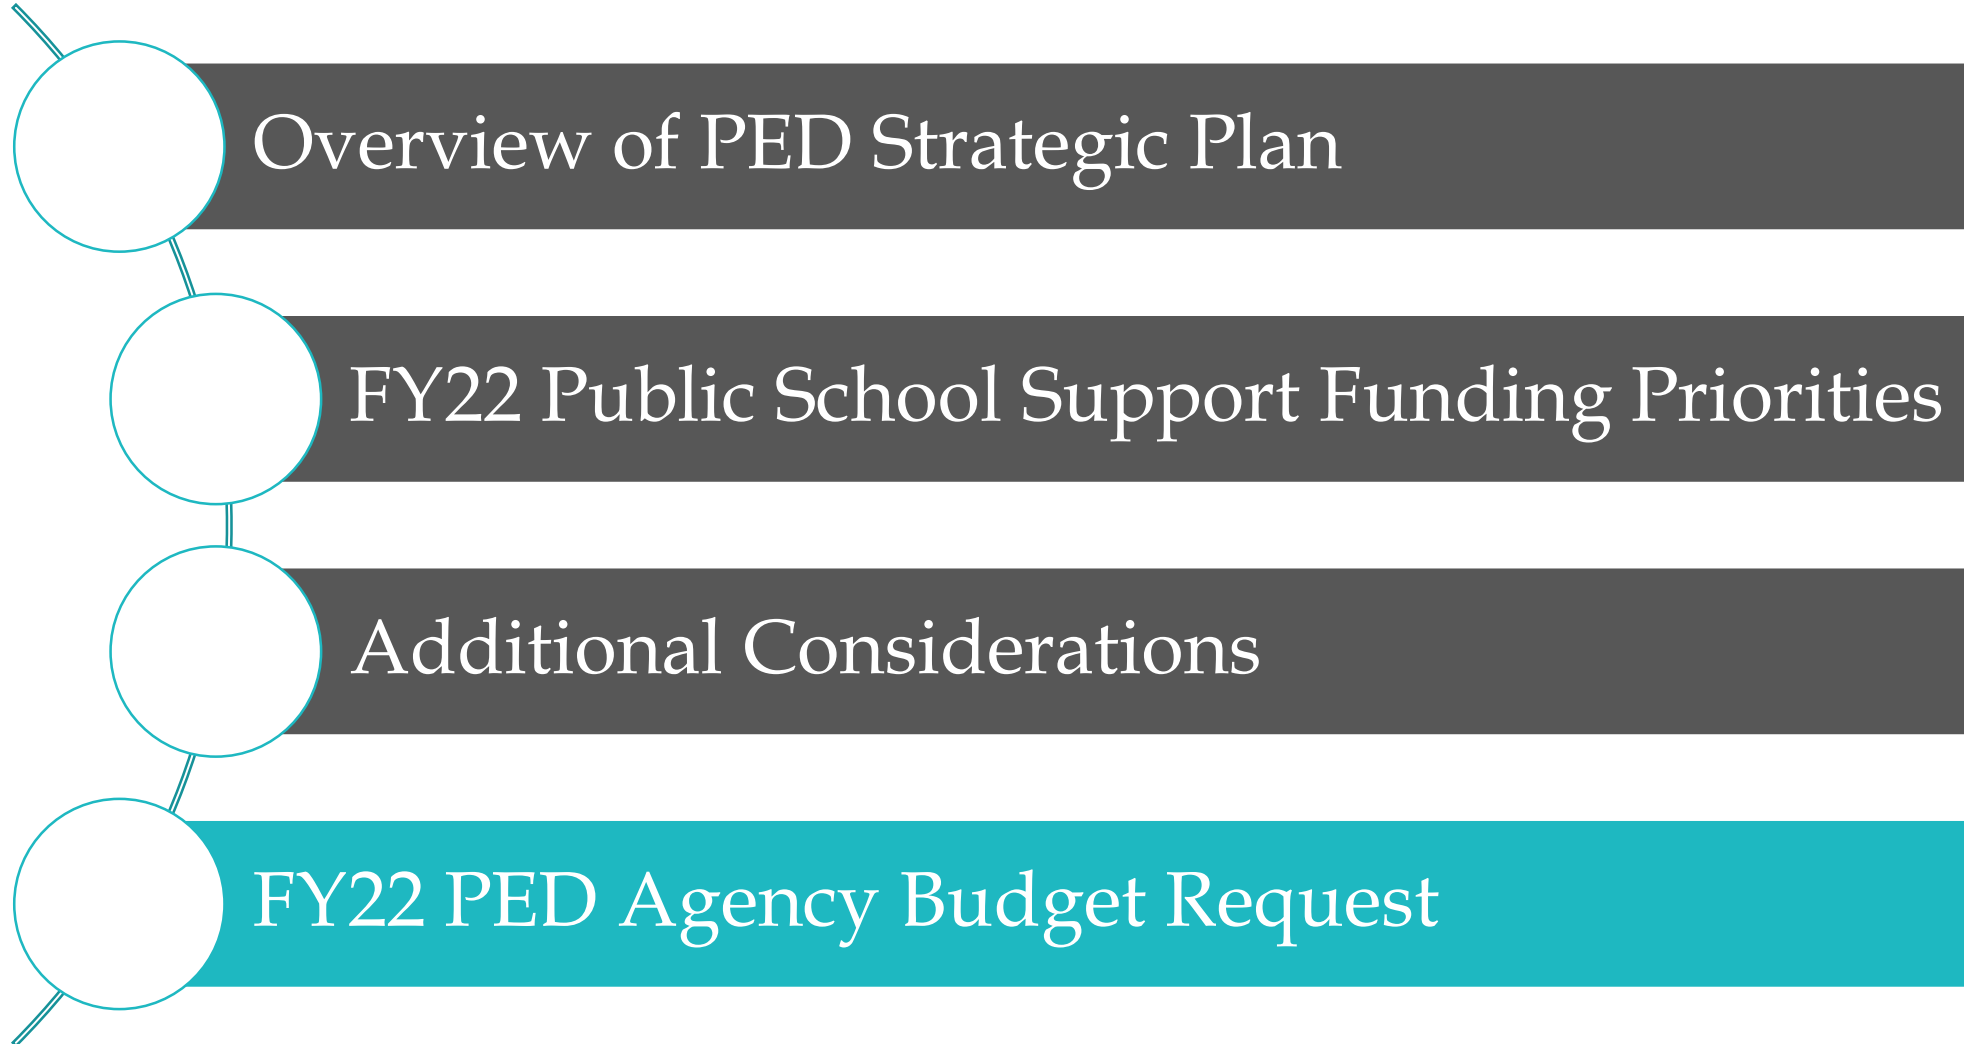 Overview of PED Strategic Plan
FY22 Public School Support Funding Priorities
Additional Considerations
FY22 PED Agency Budget Request